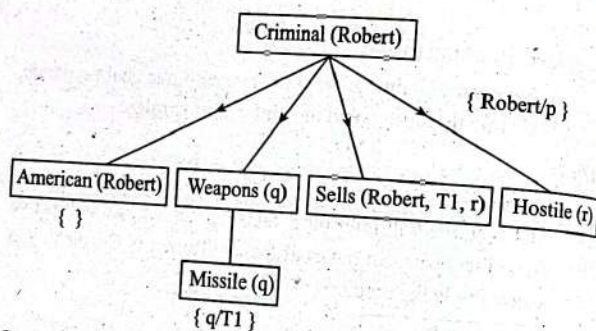 Criminal (Robert)
{ Robert/p }
American (Robert)
Weapons (q)
Sells (Robert, T1, r)
Hostile (r)
{ }
Missile (q)
{ q/T1 }